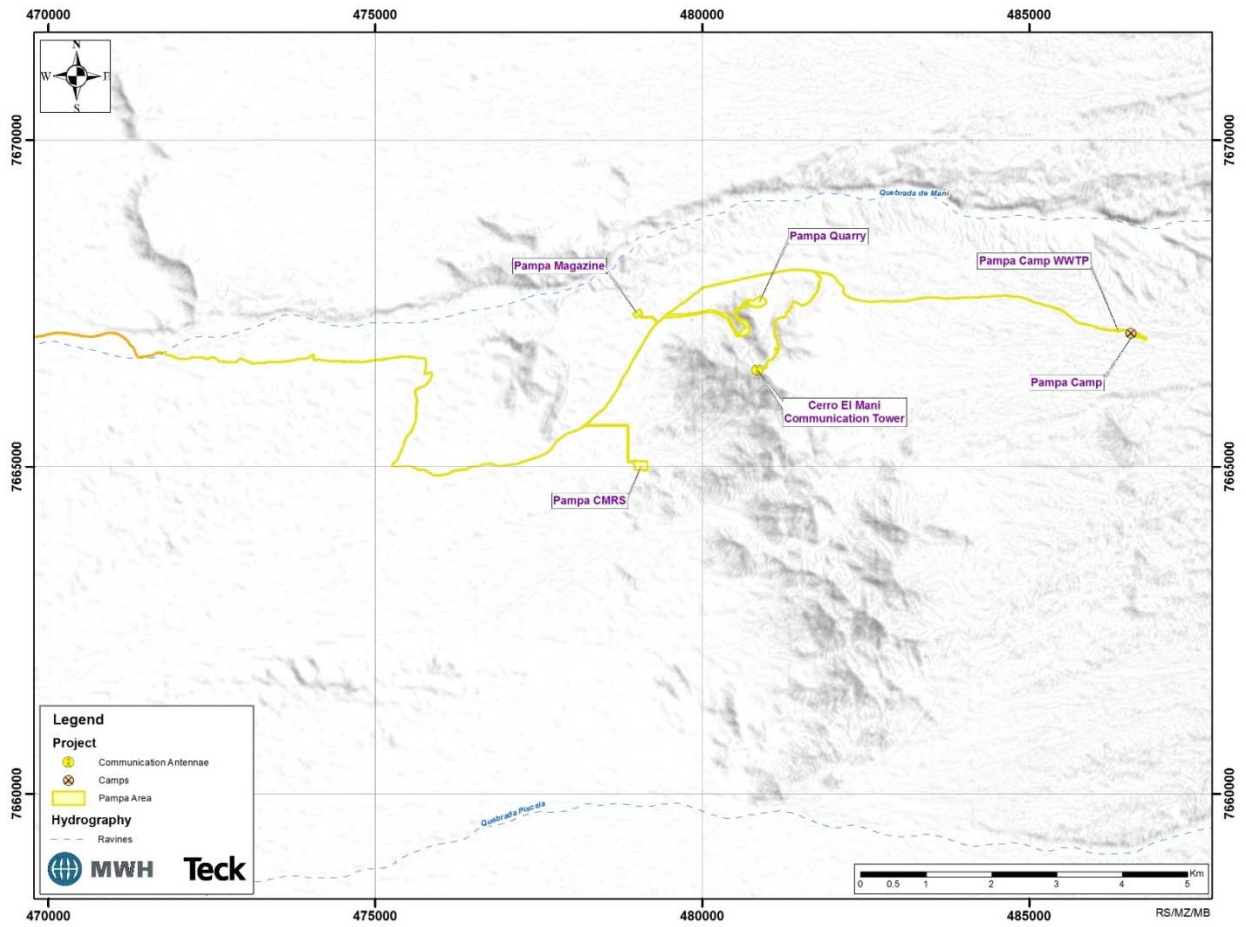 470000
475000
480000
485000
N
W
E
S
7670000
7670000
Quebrada de Mani
Pampa Quarry
Pampa Magazine
Pampa Camp WWTP
Pampa Camp
Cerro El Mani
Communication Tower
7665000
7665000
Pampa CMRS
Legend
Project
Communication Antennae
Camps
Pampa Area
Hydrography
Ravines
MWH
Teck
7660000
7660000
Quebrada Piscala
Km
0 0.5 1 2 3 4 5
470000
475000
480000
485000
RS/MZ/MB